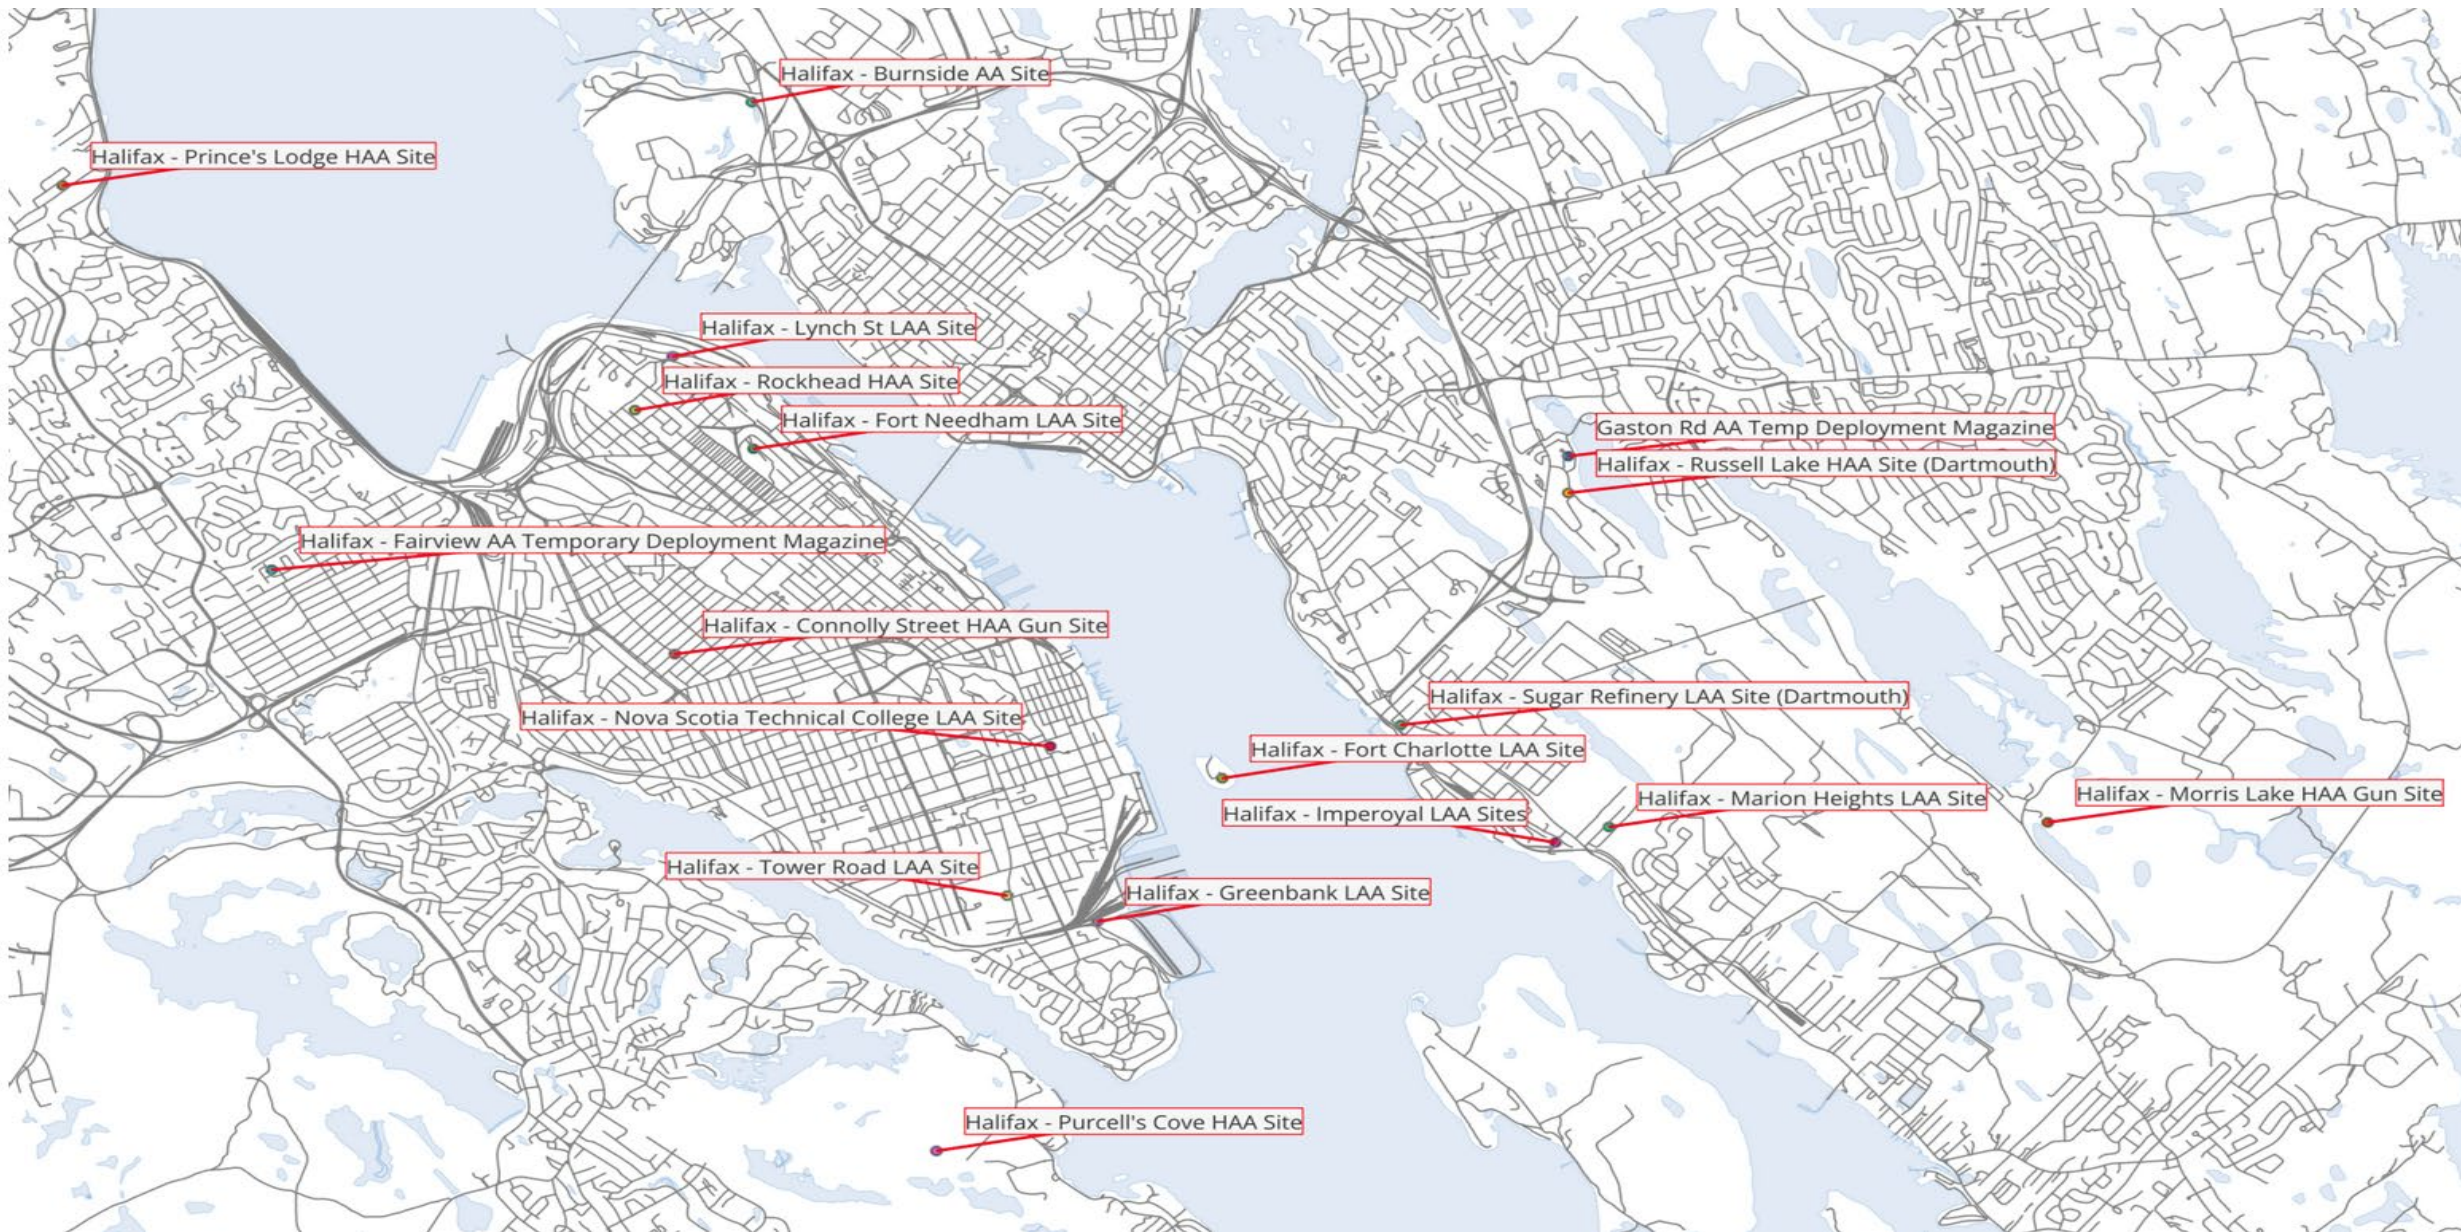 Halifax - Burnside AA Site
Halifax - Prince's Lodge HAA Site
Halifax - Lynch St LAA Site
Halifax - Rockhead HAA Site
Halifax - Fort Needham LAA Site
Gaston Rd AA Temp Deployment Magazine
Halifax - Russell Lake HAA Site (Dartmouth)
Halifax - Fairview AA Temporary Deployment Magazine
Halifax - Connolly Street HAA Gun Site
Halifax - Sugar Refinery LAA Site (Dartmouth)
Halifax - Nova Scotia Technical College LAA Site
Halifax - Fort Charlotte LAA Site
Halifax - Morris Lake HAA Gun Site
Halifax - Marion Heights LAA Site
Halifax - Imperoyal LAA Sites
Halifax - Tower Road LAA Site
Halifax - Greenbank LAA Site
Halifax - Purcell's Cove HAA Site